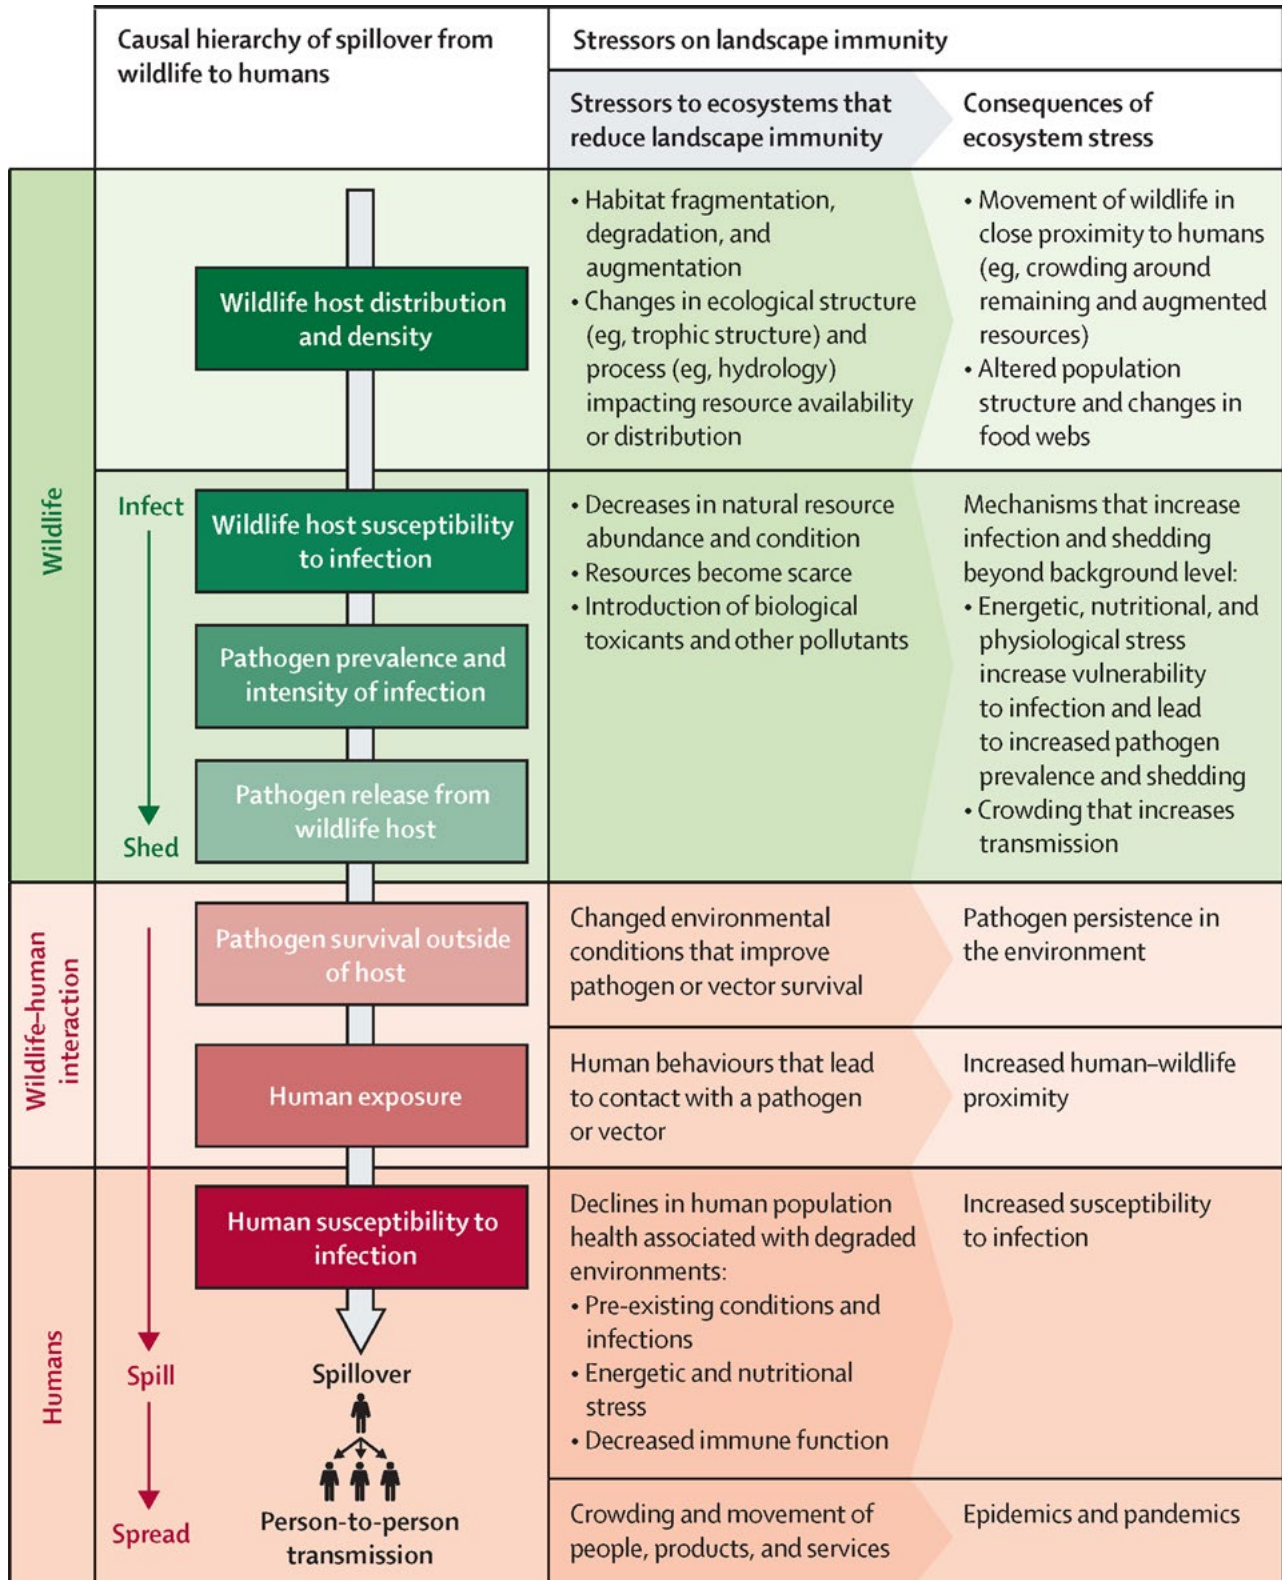 Causal hierarchy of spillover from
wildlife to humans
Stressors on landscape immunity
Stressors to ecosystems that
reduce landscape immunity
Consequences of
ecosystem stress
Wildlife
Wildlife host distribution
and density
• Habitat fragmentation,
degradation, and
augmentation
• Changes in ecological structure
(eg, trophic structure) and
process (eg, hydrology)
impacting resource availability
or distribution
• Movement of wildlife in
close proximity to humans
(eg, crowding around
remaining and augmented
resources)
• Altered population
structure and changes in
food webs
Infect
Shed
Wildlife host susceptibility
to infection
Pathogen prevalence and
intensity of infection
Pathogen release from
wildlife host
• Decreases in natural resource
abundance and condition
• Resources become scarce
• Introduction of biological
toxicants and other pollutants
Mechanisms that increase
infection and shedding
beyond background level:
• Energetic, nutritional, and
physiological stress
increase vulnerability
to infection and lead
to increased pathogen
prevalence and shedding
• Crowding that increases
transmission
Wildlife–human
interaction
Pathogen survival outside
of host
Changed environmental
conditions that improve
pathogen or vector survival
Pathogen persistence in
the environment
Human exposure
Human behaviours that lead
to contact with a pathogen
or vector
Increased human–wildlife
proximity
Humans
Human susceptibility to
infection
Spill
Spillover
Declines in human population
health associated with degraded
environments:
• Pre-existing conditions and
infections
• Energetic and nutritional
stress
• Decreased immune function
Increased susceptibility
to infection
Spread
Person-to-person
transmission
Crowding and movement of
people, products, and services
Epidemics and pandemics